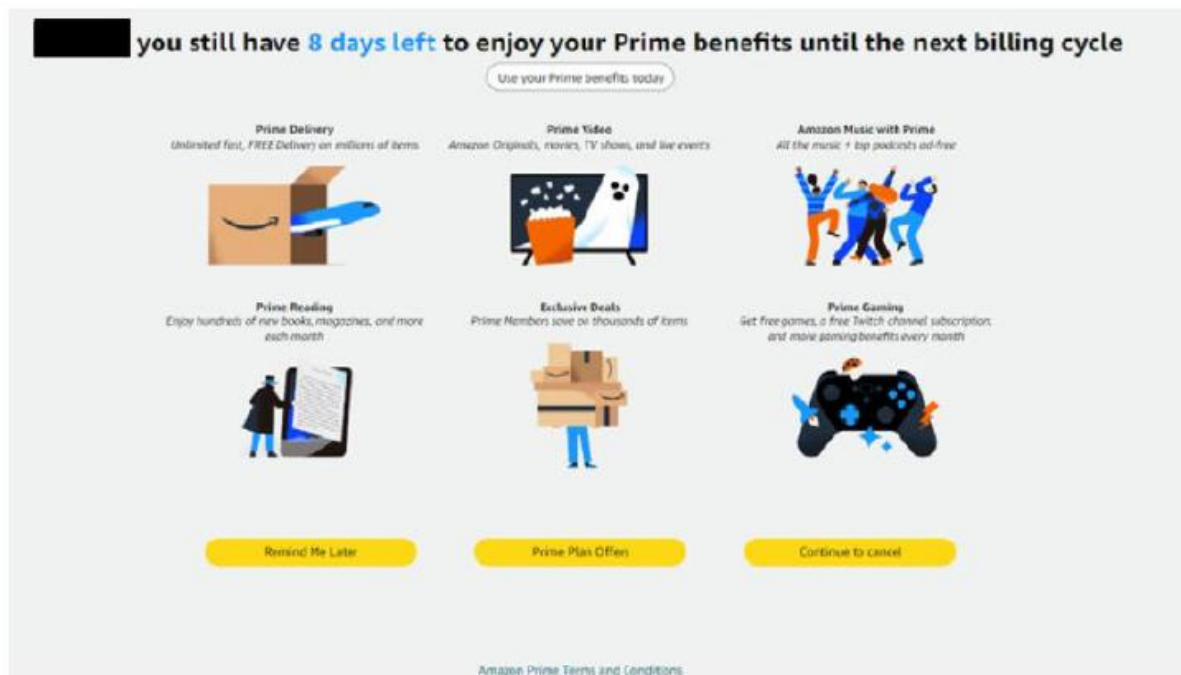 you still have 8 days left to enjoy your Prime benefits until the next billing cycle
Use your Prime benefits today
Prime Delivery
Unlimited fast, FREE Delivery on millions of items
Prime Video
Amazon Originals, movies, TV shows, and live events
Amazon Music with Prime
All the music + top podcasts ad-free
Prime Reading
Enjoy hundreds of new books, magazines, and more
each month
Exclusive Deals
Prime Members save on thousands of items
Prime Gaming
Get free games, a free Twitch channel subscription,
and more gaming benefits every month
Remind Me Later
Prime Plan Offers
Continue to cancel
Amazon Prime Terms and Conditions